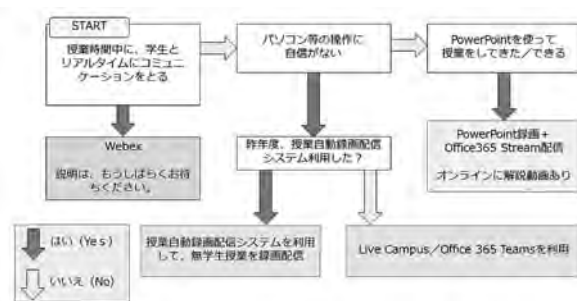 START
授業時間中に、学生と
リアルタイムにコミュニ
ケーションをとる
パソコン等の操作に
自信がない
PowerPointを使って
授業をしてきた／できる
Webex
説明は、もうしばらくお待
ちください。
昨年度、授業自動録画配信
システム利用した？
PowerPoint録画＋
Office365 Stream配信
オンラインに解説動画あり
はい（Yes）
いいえ（No）
授業自動録画配信システムを利用
して、無学生授業を録画配信
Live Campus／Office 365 Teamsを利用